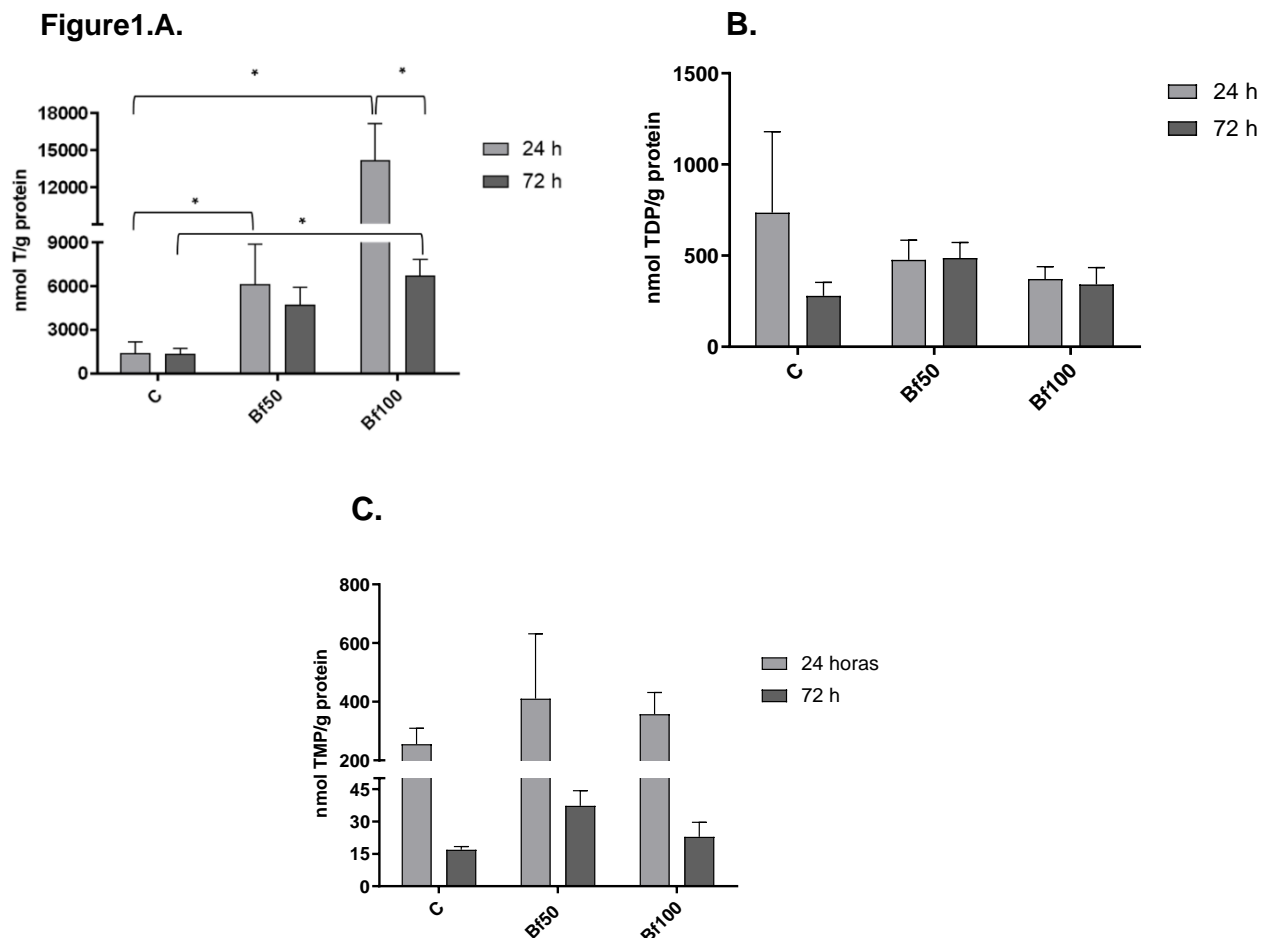 Figure1.A.
*
*
18000
15000
12000
9000
6000
3000
0
nmol T/g protein
*
*
24 h
72 h
C
Bf50
Bf100
B.
1500
1000
500
0
nmol TDP/g protein
24 h
72 h
C
Bf50
Bf100
C.
800
600
400
200
45
30
15
0
nmol TMP/g protein
24 horas
72 h
C
Bf50
Bf100